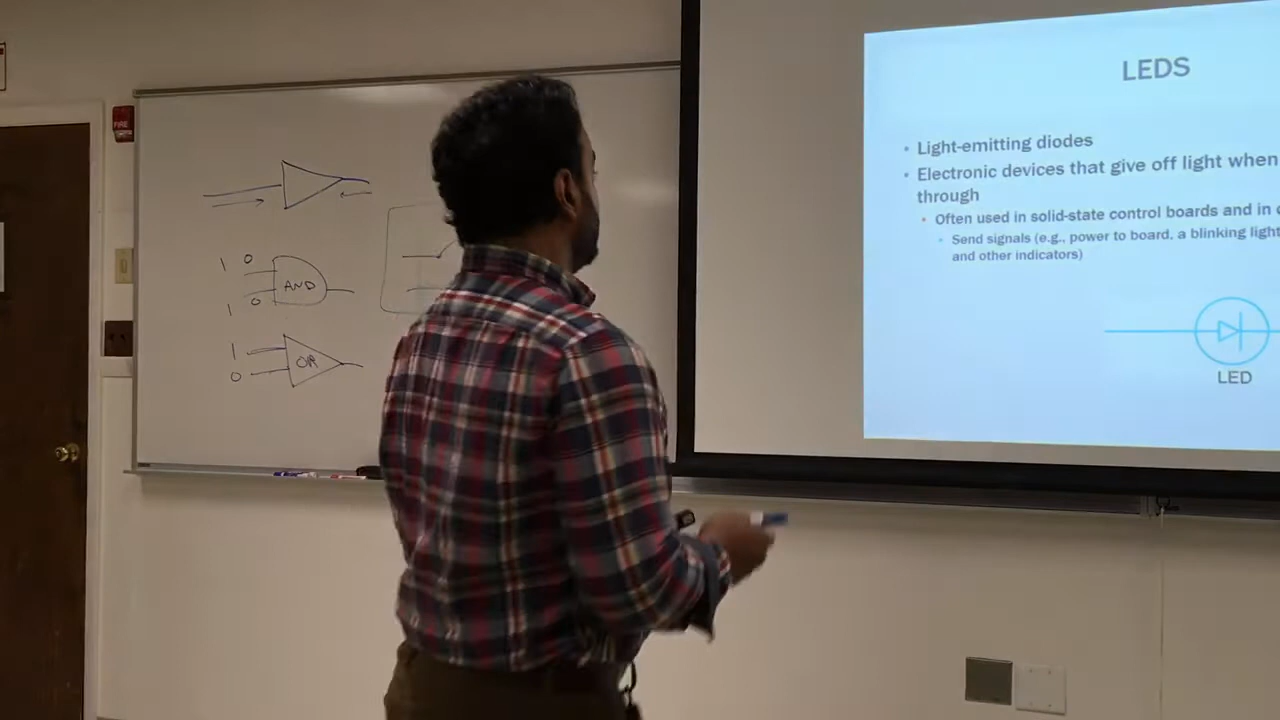 FIRE
1 0
AND
1 0
1
OR
0
LEDS
• Light-emitting diodes
• Electronic devices that give off light when
through
• Often used in solid-state control boards and in
• Send signals (e.g., power to board, a blinking light
and other indicators)
LED